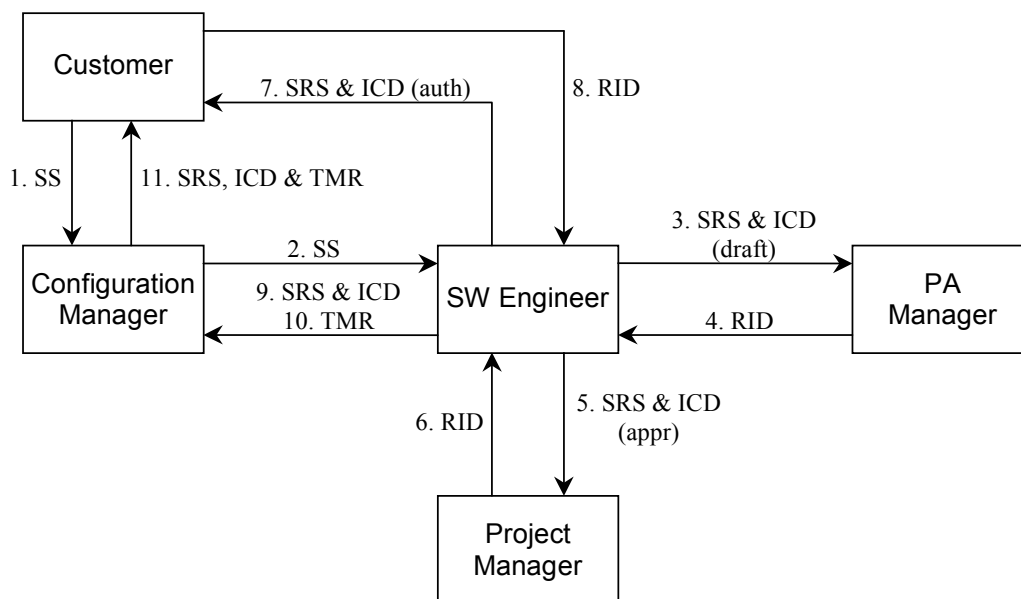 Customer
7. SRS & ICD (auth)
8. RID
1. SS
11. SRS, ICD & TMR
3. SRS & ICD
(draft)
2. SS
Configuration
Manager
9. SRS & ICD
10. TMR
SW Engineer
4. RID
PA
Manager
6. RID
5. SRS & ICD
(appr)
Project
Manager